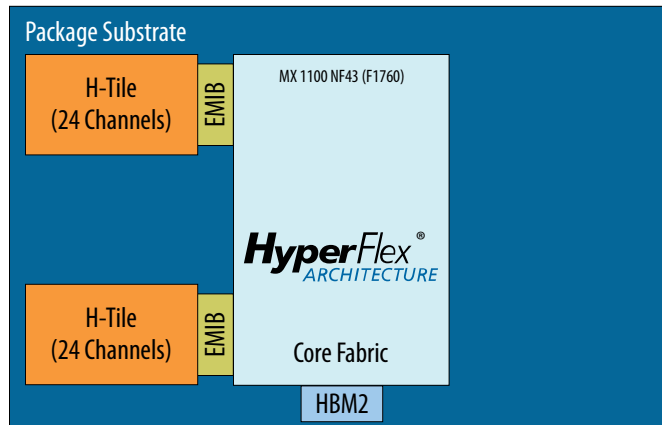 Package Substrate
H-Tile
(24 Channels)
EMIB
MX 1100 NF43 (F1760)
HyperFlex®
ARCHITECTURE
H-Tile
(24 Channels)
EMIB
Core Fabric
HBM2